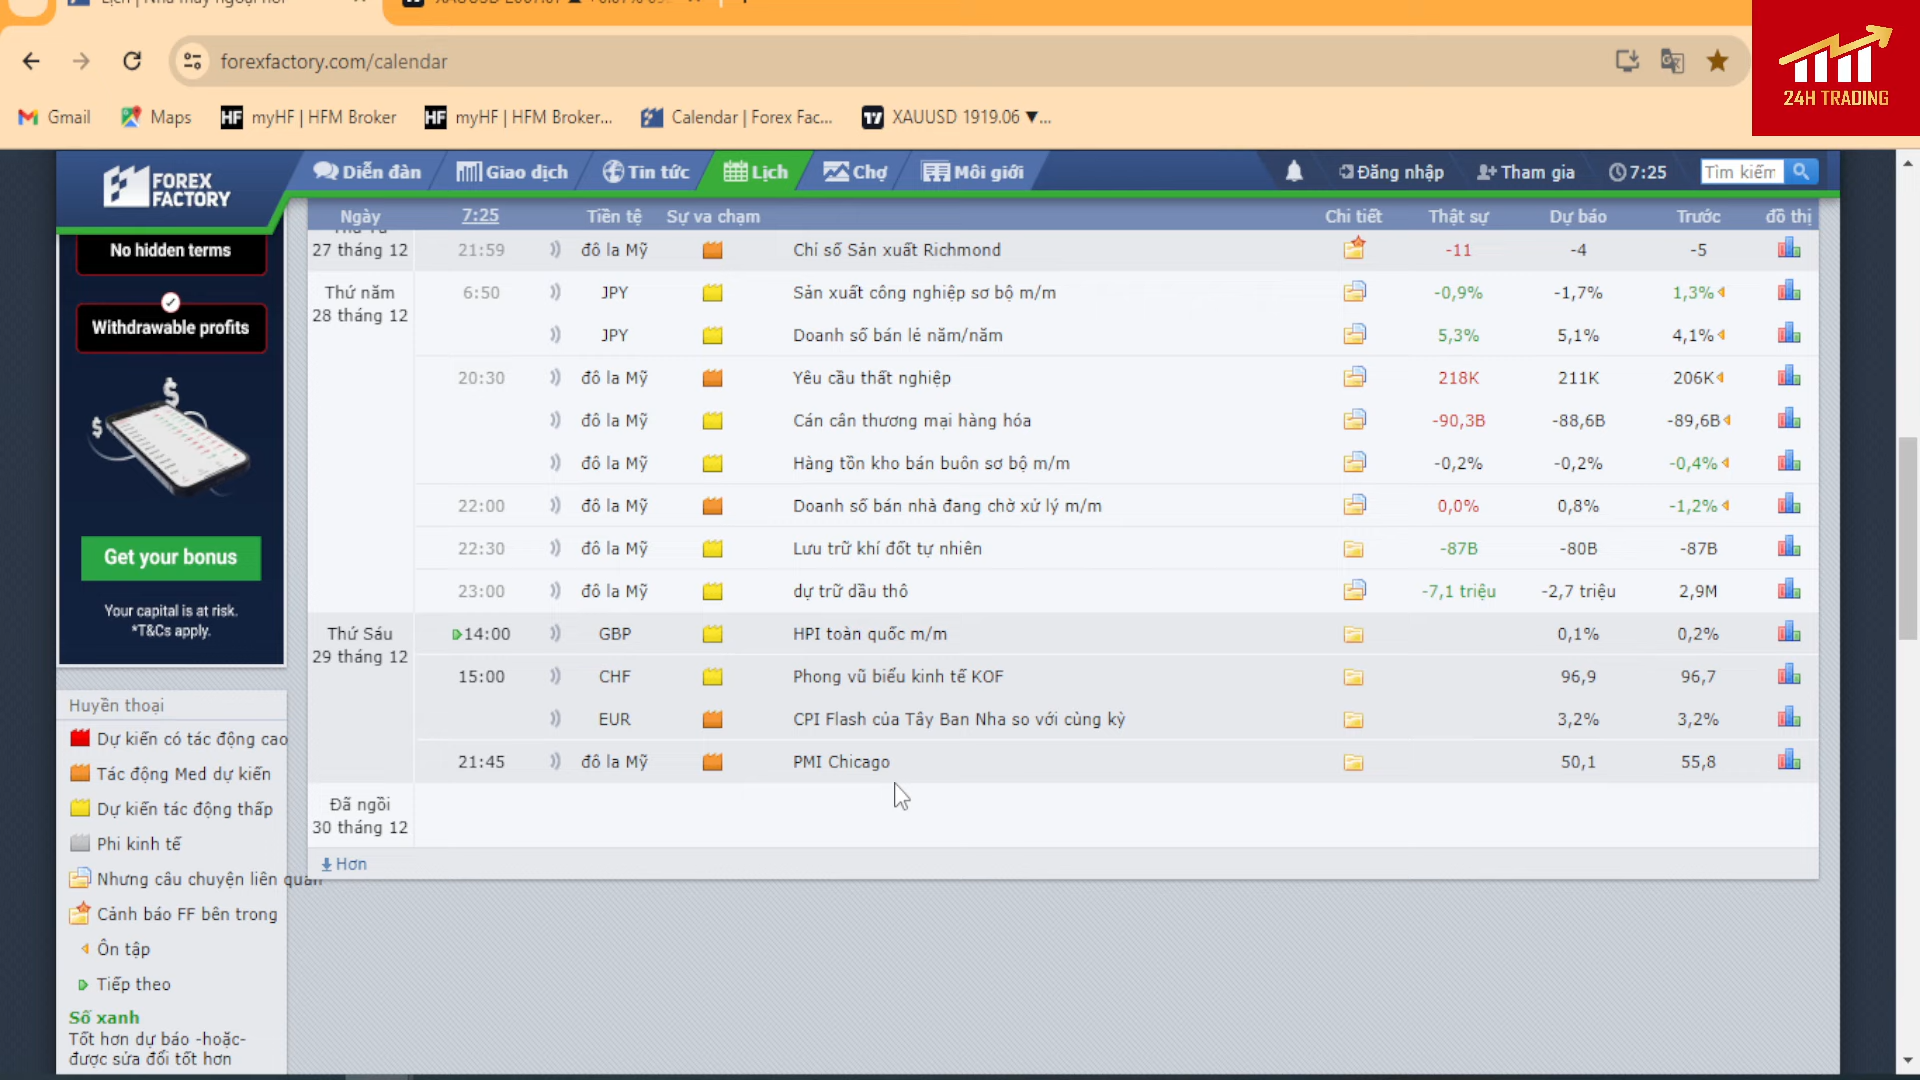 forexfactory.com/calendar
24H TRADING
Gmail
Maps
HF myHF | HFM Broker
HF myHF | HFM Broker...
Calendar | Forex Fac...
XAUUSD 1919.06 ▼...
FOREX
FACTORY
Diễn đàn
Giao dịch
Tin tức
Lịch
Chợ
Môi giới
Đăng nhập
Tham gia
7:25
Tìm kiếm
Ngày 7:25 Tiền tệ Sự va chạm Chi tiết Thật sự Dự báo Trước đồ thị
27 tháng 12 21:59 đô la Mỹ Chỉ số Sản xuất Richmond -11 -4 -5
Thứ năm
28 tháng 12
6:50 JPY Sản xuất công nghiệp sơ bộ m/m -0,9% -1,7% 1,3%
JPY Doanh số bán lẻ năm/năm 5,3% 5,1% 4,1%
20:30 đô la Mỹ Yêu cầu thất nghiệp 218K 211K 206K
đô la Mỹ Cán cân thương mại hàng hóa -90,3B -88,6B -89,6B
đô la Mỹ Hàng tồn kho bán buôn sơ bộ m/m -0,2% -0,2% -0,4%
22:00 đô la Mỹ Doanh số bán nhà đang chờ xử lý m/m 0,0% 0,8% -1,2%
22:30 đô la Mỹ Lưu trữ khí đốt tự nhiên -87B -80B -87B
23:00 đô la Mỹ dự trữ dầu thô -7,1 triệu -2,7 triệu 2,9M
Thứ Sáu
29 tháng 12
14:00 GBP HPI toàn quốc m/m 0,1% 0,2%
15:00 CHF Phong vũ biểu kinh tế KOF 96,9 96,7
EUR CPI Flash của Tây Ban Nha so với cùng kỳ 3,2% 3,2%
21:45 đô la Mỹ PMI Chicago 50,1 55,8
Đã ngồi
30 tháng 12
Hơn
No hidden terms
Withdrawable profits
Get your bonus
Your capital is at risk.
*T&Cs apply.
Huyền thoại
Dự kiến có tác động cao
Tác động Med dự kiến
Dự kiến tác động thấp
Phi kinh tế
Nhưng câu chuyện liên quan
Cảnh báo FF bên trong
Ôn tập
Tiếp theo
Số xanh
Tốt hơn dự báo -hoặc-
được sửa đổi tốt hơn